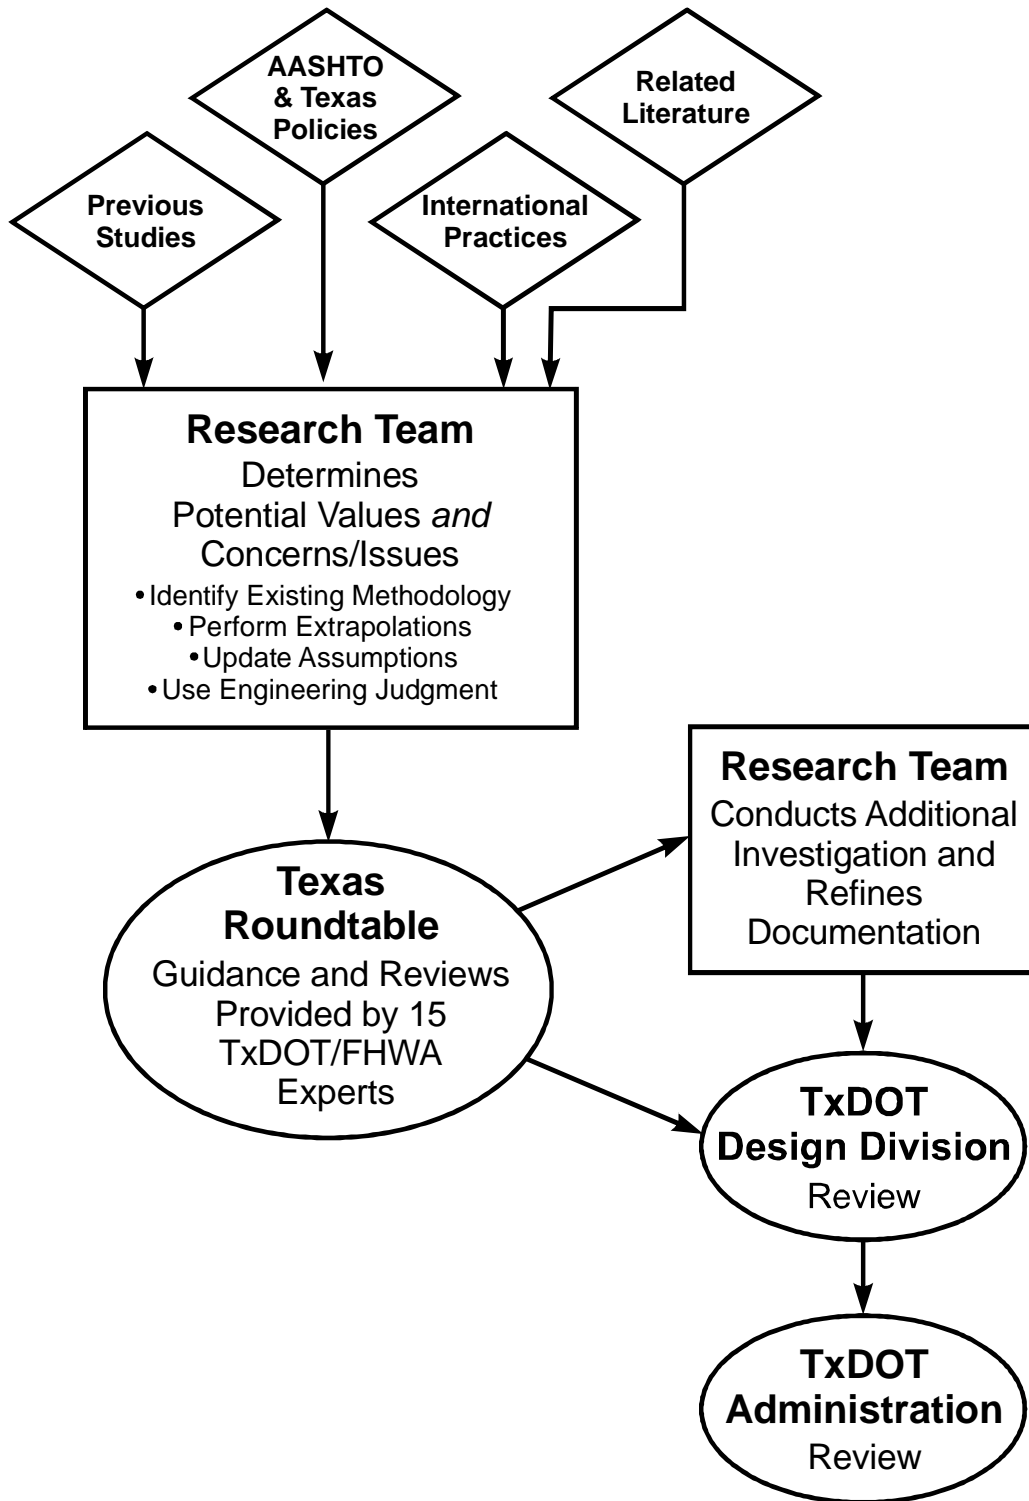 AASHTO
& Texas
Policies
Related
Literature
Previous
Studies
International
Practices
Research Team
Determines
Potential Values and
Concerns/Issues
• Identify Existing Methodology
• Perform Extrapolations
• Update Assumptions
• Use Engineering Judgment
Research Team
Conducts Additional
Investigation and
Refines
Documentation
Texas
Roundtable
Guidance and Reviews
Provided by 15
TxDOT/FHWA
Experts
TxDOT
Design Division
Review
TxDOT
Administration
Review